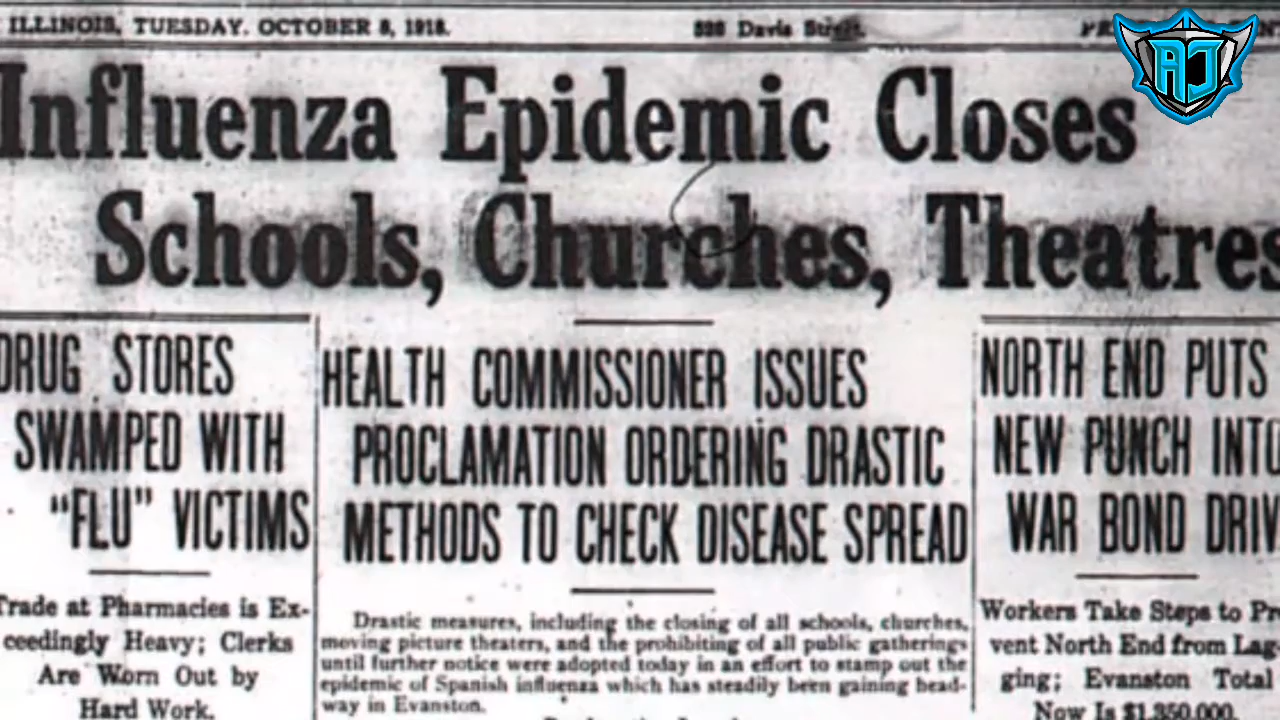 ILLINOIS, TUESDAY, OCTOBER 8, 1918.
Davis Street.
AJ
Influenza Epidemic Closes
Schools, Churches, Theatres
DRUG STORES
SWAMPED WITH
"FLU" VICTIMS
Trade at Pharmacies is Ex-
ceedingly Heavy; Clerks
Are Worn Out by
Hard Work.
HEALTH COMMISSIONER ISSUES
PROCLAMATION ORDERING DRASTIC
METHODS TO CHECK DISEASE SPREAD
Drastic measures, including the closing of all schools, churches,
moving picture theaters, and the prohibiting of all public gatherings
until further notice were adopted today in an effort to stamp out the
epidemic of Spanish influenza which has steadily been gaining head-
way in Evanston.
NORTH END PUTS
NEW PUNCH INTO
WAR BOND DRIV
Workers Take Steps to Pr
vent North End from Lag-
ging; Evanston Total
Now Is $1,350,000.